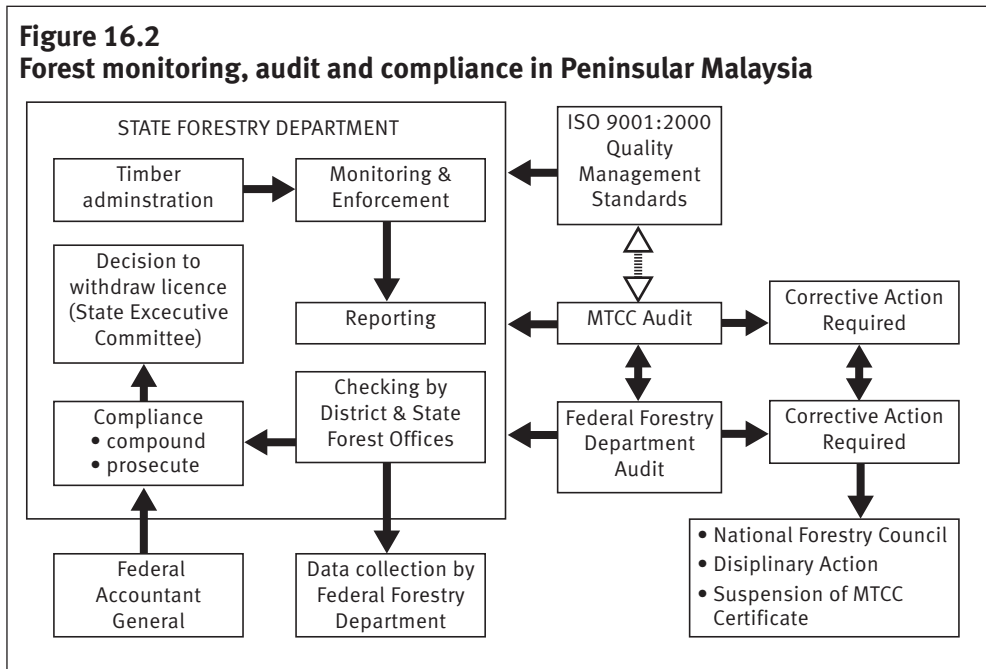 Figure 16.2
Forest monitoring, audit and compliance in Peninsular Malaysia
STATE FORESTRY DEPARTMENT
Timber
adminstration
Monitoring &
Enforcement
ISO 9001:2000
Quality
Management
Standards
Decision to
withdraw licence
(State Excecutive
Committee)
Reporting
MTCC Audit
Corrective Action
Required
Compliance
• compound
• prosecute
Checking by
District & State
Forest Offices
Federal Forestry
Department
Audit
Corrective Action
Required
Federal
Accountant
General
Data collection by
Federal Forestry
Department
• National Forestry Council
• Disiplinary Action
• Suspension of MTCC
Certificate